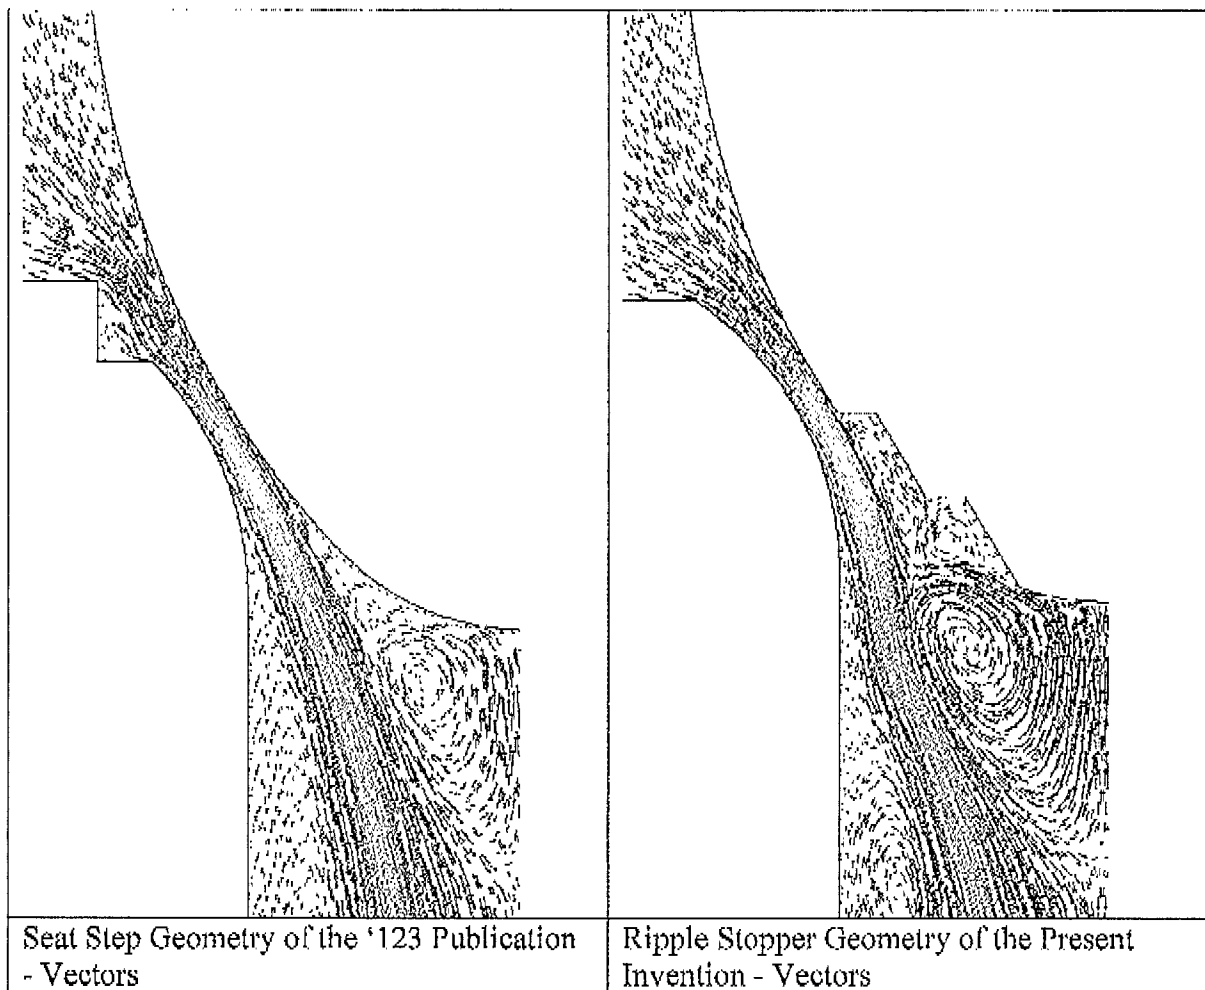 Seat Step Geometry of the ‘123 Publication
- Vectors
Ripple Stopper Geometry of the Present
Invention - Vectors